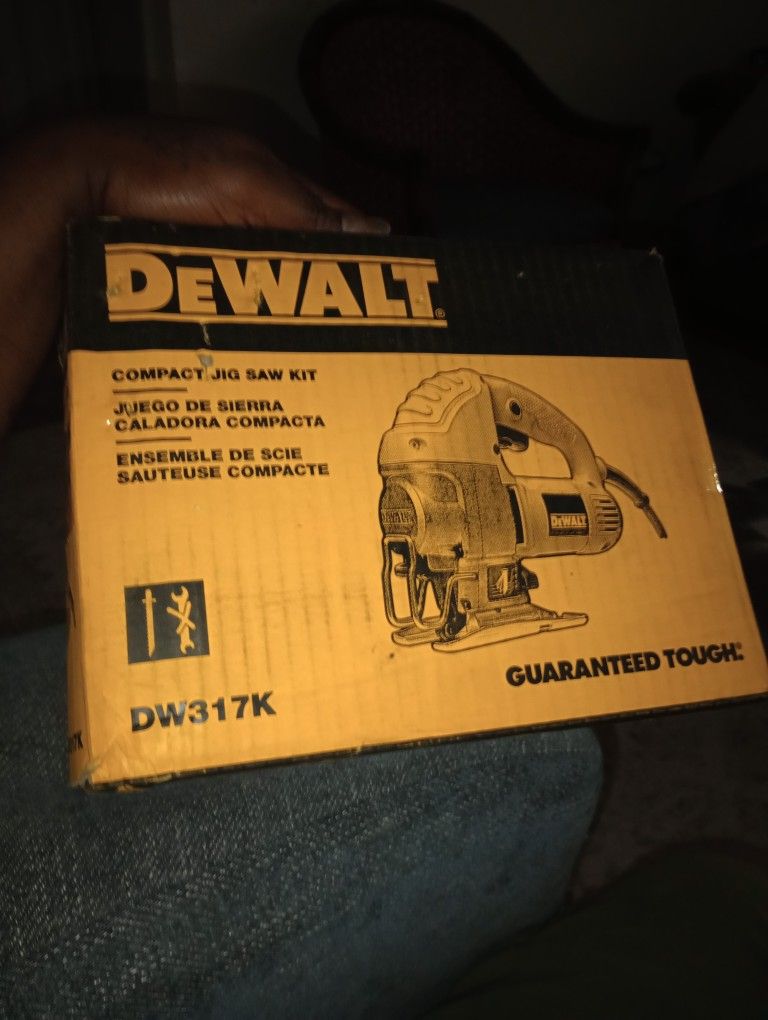 DEWALT®
COMPACT JIG SAW KIT
JUEGO DE SIERRA
CALADORA COMPACTA
ENSEMBLE DE SCIE
SAUTEUSE COMPACTE
DEWALT
GUARANTEED TOUGH.
DW317K